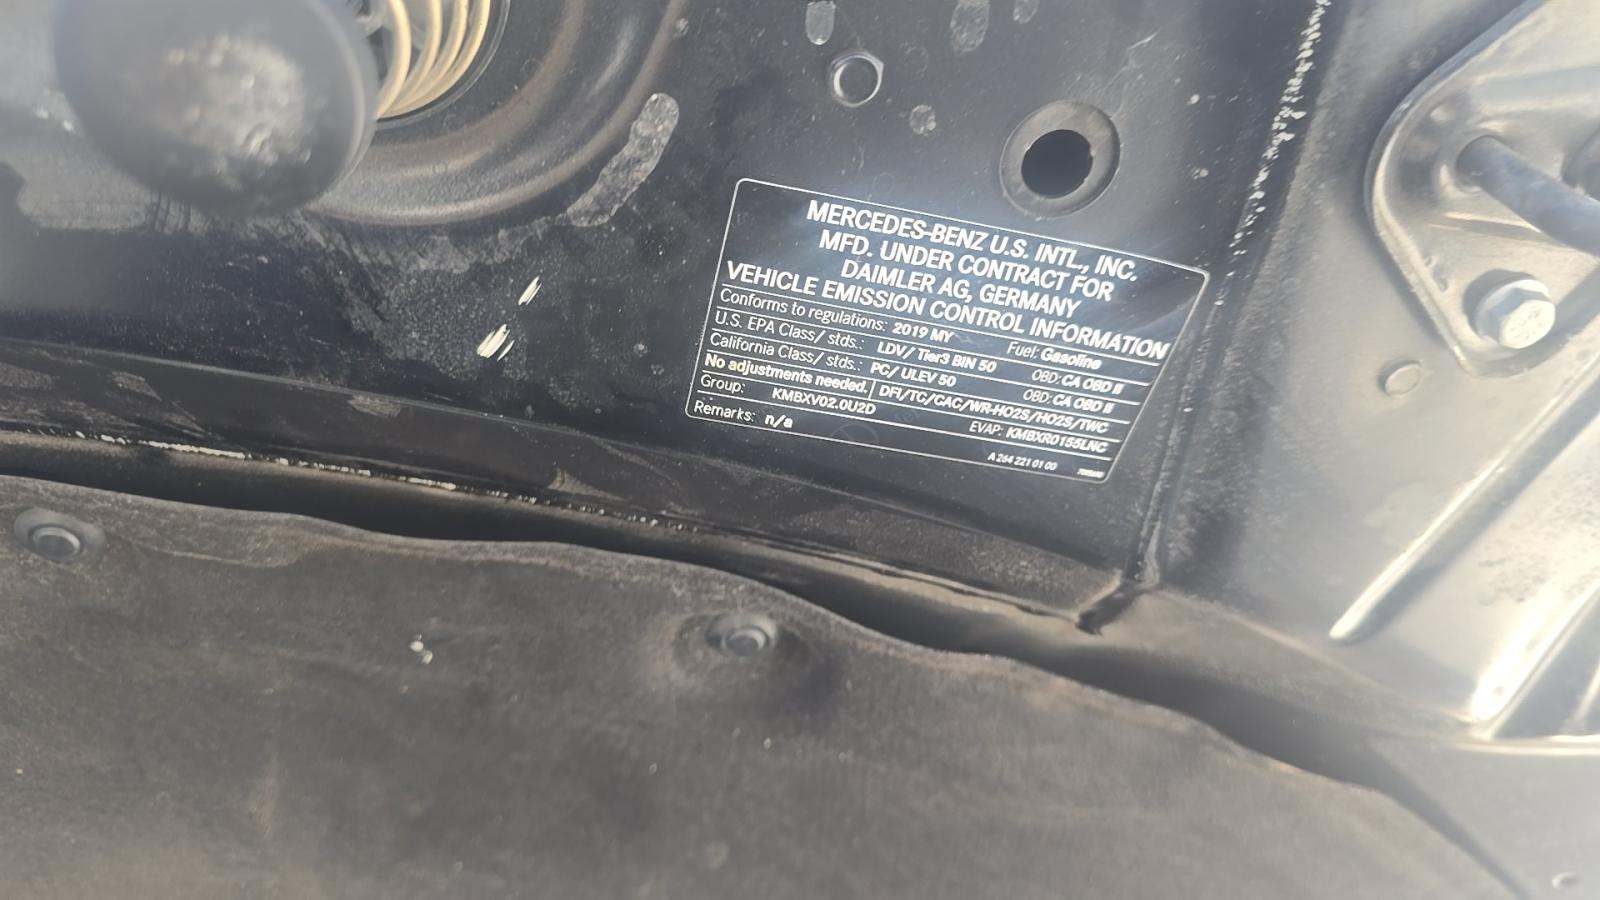 MERCEDES-BENZ U.S. INTL., INC.
MFD. UNDER CONTRACT FOR
DAIMLER AG, GERMANY
VEHICLE EMISSION CONTROL INFORMATION
Conforms to regulations: 2019 MY Fuel: Gasoline
U.S. EPA Class/ stds.: LDV/ Tier3 BIN 50 OBD: CA OBD II
California Class/ stds.: PC/ ULEV 50 OBD: CA OBD II
No adjustments needed. DFI/TC/CAC/WR-HO2S/HO2S/TWC
Group: KMBXV02.0U2D EVAP: KMBXR0155LNC
Remarks: n/a
A 264 221 01 00